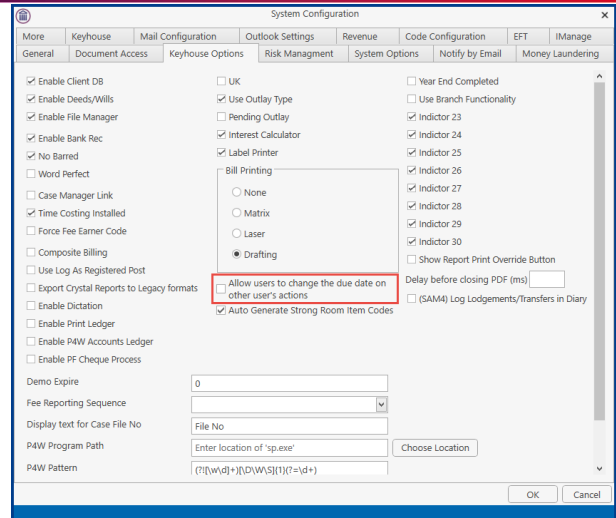 System Configuration
More Keyhouse Mail Configuration Outlook Settings Revenue Code Configuration EFT IManage
General Document Access Keyhouse Options Risk Managment System Options Notify by Email Money Laundering
Enable Client DB
Enable Deeds/Wills
Enable File Manager
Enable Bank Rec
No Barred
Word Perfect
Case Manager Link
Time Costing Installed
Force Fee Earner Code
Composite Billing
Use Log As Registered Post
Export Crystal Reports to Legacy formats
Enable Dictation
Enable Print Ledger
Enable P4W Accounts Ledger
Enable PF Cheque Process
UK
Use Outlay Type
Pending Outlay
Interest Calculator
Label Printer
Bill Printing
None
Matrix
Laser
Drafting
Allow users to change the due date on
other user's actions
Auto Generate Strong Room Item Codes
Year End Completed
Use Branch Functionality
Indictor 23
Indictor 24
Indictor 25
Indictor 26
Indictor 27
Indictor 28
Indictor 29
Indictor 30
Show Report Print Override Button
Delay before closing PDF (ms)
(SAM4) Log Lodgements/Transfers in Diary
Demo Expire 0
Fee Reporting Sequence
Display text for Case File No File No
P4W Program Path Enter location of 'sp.exe' Choose Location
P4W Pattern (?![\w\d]+)[\D\W\S]{1}(?=\d+)
OK Cancel